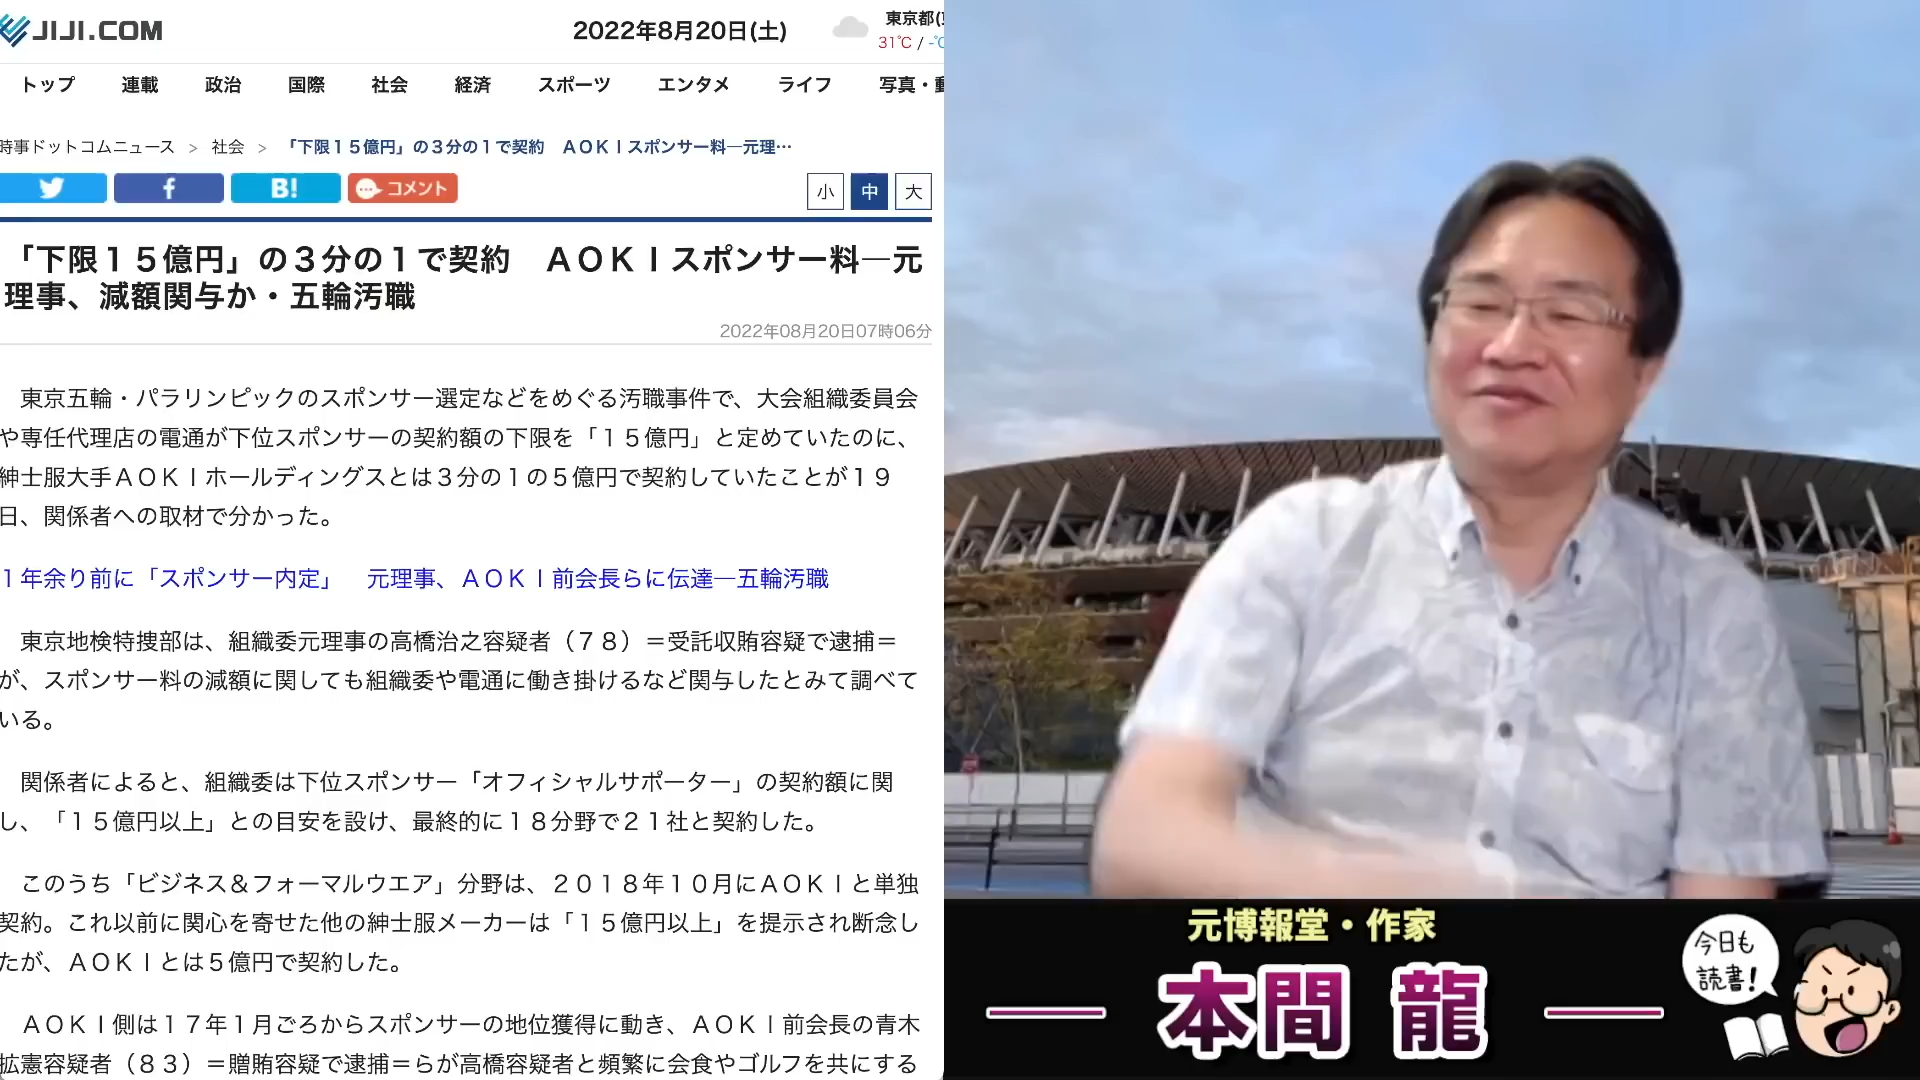 JIJI.COM
2022年8月20日(土)
東京都(
31℃ / -℃
トップ 連載 政治 国際 社会 経済 スポーツ エンタメ ライフ 写真・動
時事ドットコムニュース > 社会 > 「下限１５億円」の３分の１で契約　ＡＯＫＩスポンサー料―元理…
B! コメント
小 中 大
「下限１５億円」の３分の１で契約　ＡＯＫＩスポンサー料―元
理事、減額関与か・五輪汚職
2022年08月20日07時06分
東京五輪・パラリンピックのスポンサー選定などをめぐる汚職事件で、大会組織委員会
や専任代理店の電通が下位スポンサーの契約額の下限を「１５億円」と定めていたのに、
紳士服大手ＡＯＫＩホールディングスとは３分の１の５億円で契約していたことが１９
日、関係者への取材で分かった。
１年余り前に「スポンサー内定」　元理事、ＡＯＫＩ前会長らに伝達―五輪汚職
東京地検特捜部は、組織委元理事の高橋治之容疑者（７８）＝受託収賄容疑で逮捕＝
が、スポンサー料の減額に関しても組織委や電通に働き掛けるなど関与したとみて調べて
いる。
関係者によると、組織委は下位スポンサー「オフィシャルサポーター」の契約額に関
し、「１５億円以上」との目安を設け、最終的に１８分野で２１社と契約した。
このうち「ビジネス＆フォーマルウエア」分野は、２０１８年１０月にＡＯＫＩと単独
契約。これ以前に関心を寄せた他の紳士服メーカーは「１５億円以上」を提示され断念し
たが、ＡＯＫＩとは５億円で契約した。
ＡＯＫＩ側は１７年１月ごろからスポンサーの地位獲得に動き、ＡＯＫＩ前会長の青木
拡憲容疑者（８３）＝贈賄容疑で逮捕＝らが高橋容疑者と頻繁に会食やゴルフを共にする
元博報堂・作家
本間 龍
今日も
読書!